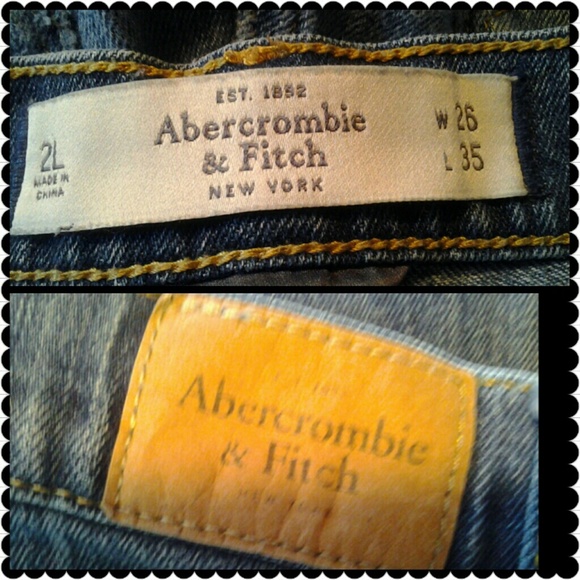 EST. 1892
Abercrombie
& Fitch
NEW YORK
2L
MADE IN
CHINA
W 26
L 35
Abercrombie
& Fitch